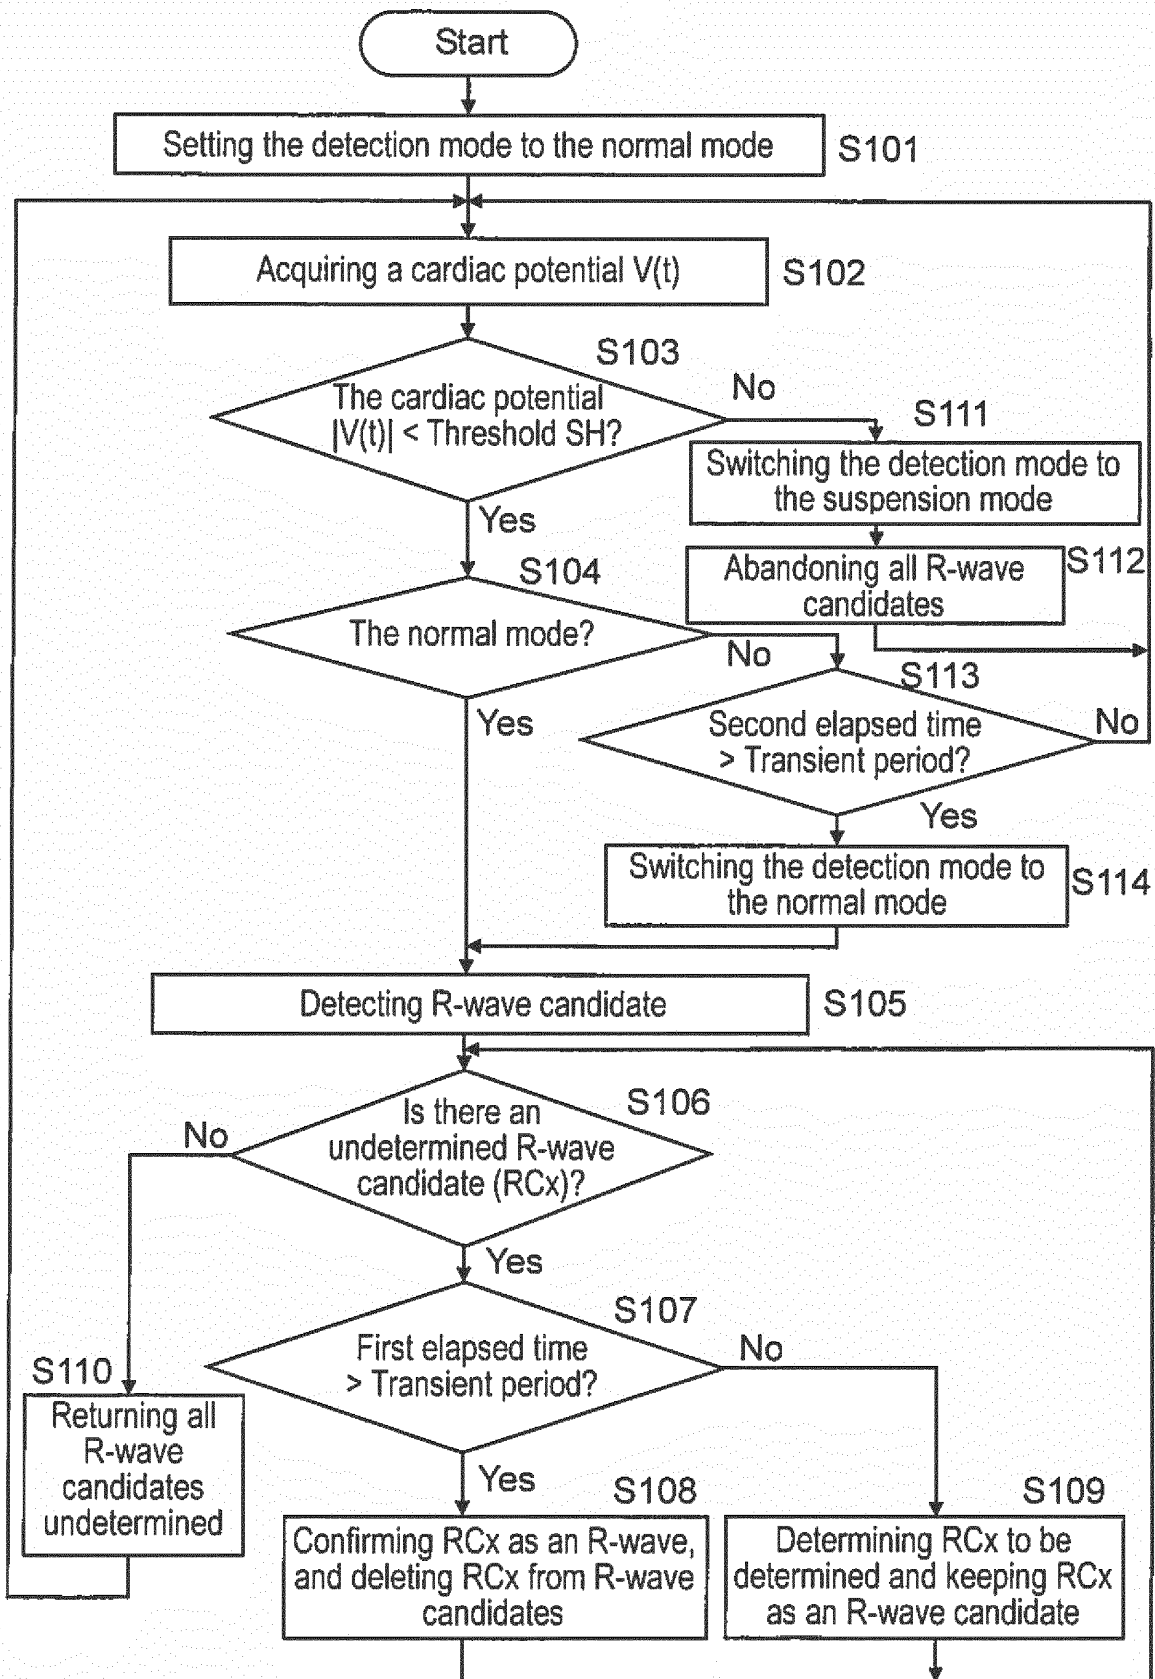 Start
Setting the detection mode to the normal mode
S101
Acquiring a cardiac potential V(t)
S102
S103
The cardiac potential
|V(t)| < Threshold SH?
No
Yes
S111
Switching the detection mode to
the suspension mode
S112
Abandoning all R-wave
candidates
S104
The normal mode?
No
Yes
S113
Second elapsed time
> Transient period?
No
Yes
Switching the detection mode to
the normal mode
S114
Detecting R-wave candidate
S105
S106
Is there an
undetermined R-wave
candidate (RCx)?
No
Yes
S107
First elapsed time
> Transient period?
No
Yes
S110
Returning all
R-wave
candidates
undetermined
S108
Confirming RCx as an R-wave,
and deleting RCx from R-wave
candidates
S109
Determining RCx to be
determined and keeping RCx
as an R-wave candidate